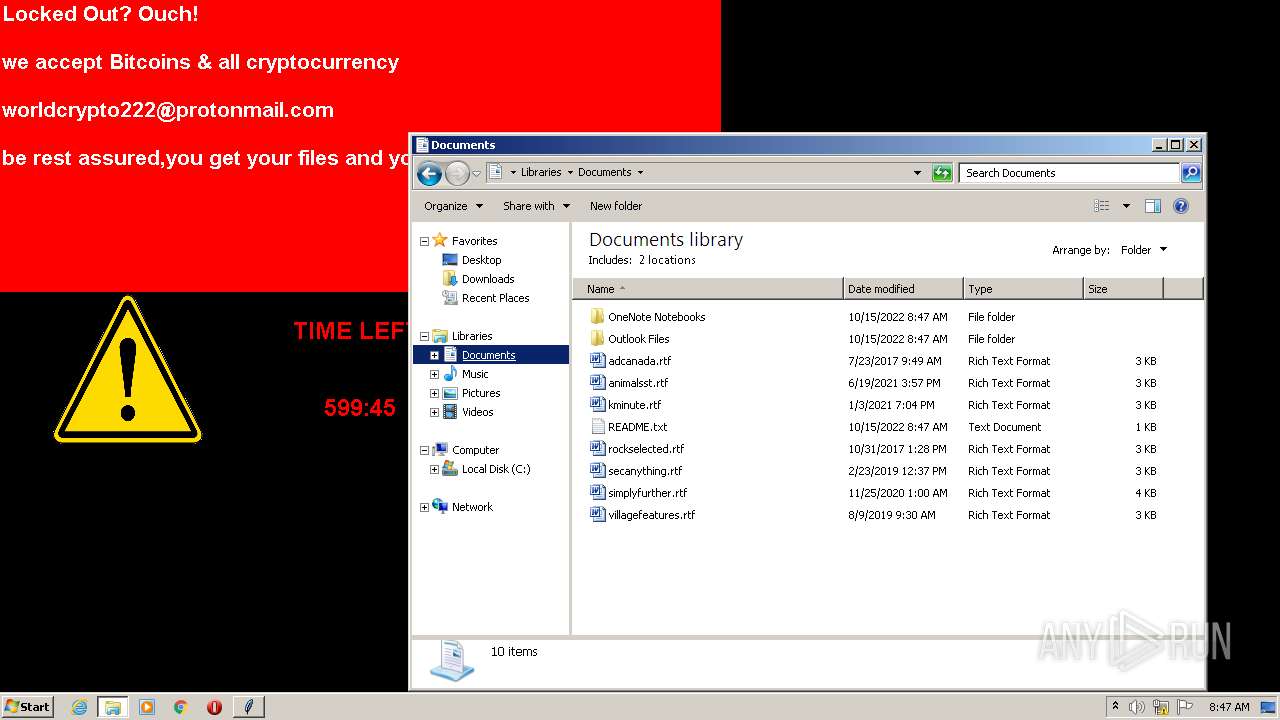 Locked Out? Ouch!
we accept Bitcoins & all cryptocurrency
worldcrypto222@protonmail.com
be rest assured,you get your files and yo
TIME LEFT
599:45
Documents
Libraries Documents
Search Documents
Organize Share with New folder
Favorites
Desktop
Downloads
Recent Places
Libraries
Documents
Music
Pictures
Videos
Computer
Local Disk (C:)
Network
Documents library
Includes: 2 locations
Arrange by: Folder
Name Date modified Type Size
OneNote Notebooks 10/15/2022 8:47 AM File folder
Outlook Files 10/15/2022 8:47 AM File folder
adcanada.rtf 7/23/2017 9:49 AM Rich Text Format 3 KB
animalsst.rtf 6/19/2021 3:57 PM Rich Text Format KB
kminute.rtf 1/3/2021 7:04 PM Rich Text Format KB
README.txt 10/15/2022 8:47 AM Text Document 1 KB
rockselected.rtf 10/31/2017 1:28 PM Rich Text Format KB
secanything.rtf 2/23/2019 12:37 PM Rich Text Format 3 KB
simplyfurther.rtf 2020 1:00 AM Rich Text Format 4 KB
villagefeatures.rtf 8/9/2019 9:30 AM Rich Text Format 3 KB
10 items
ANY RUN
Start
8:47 AM